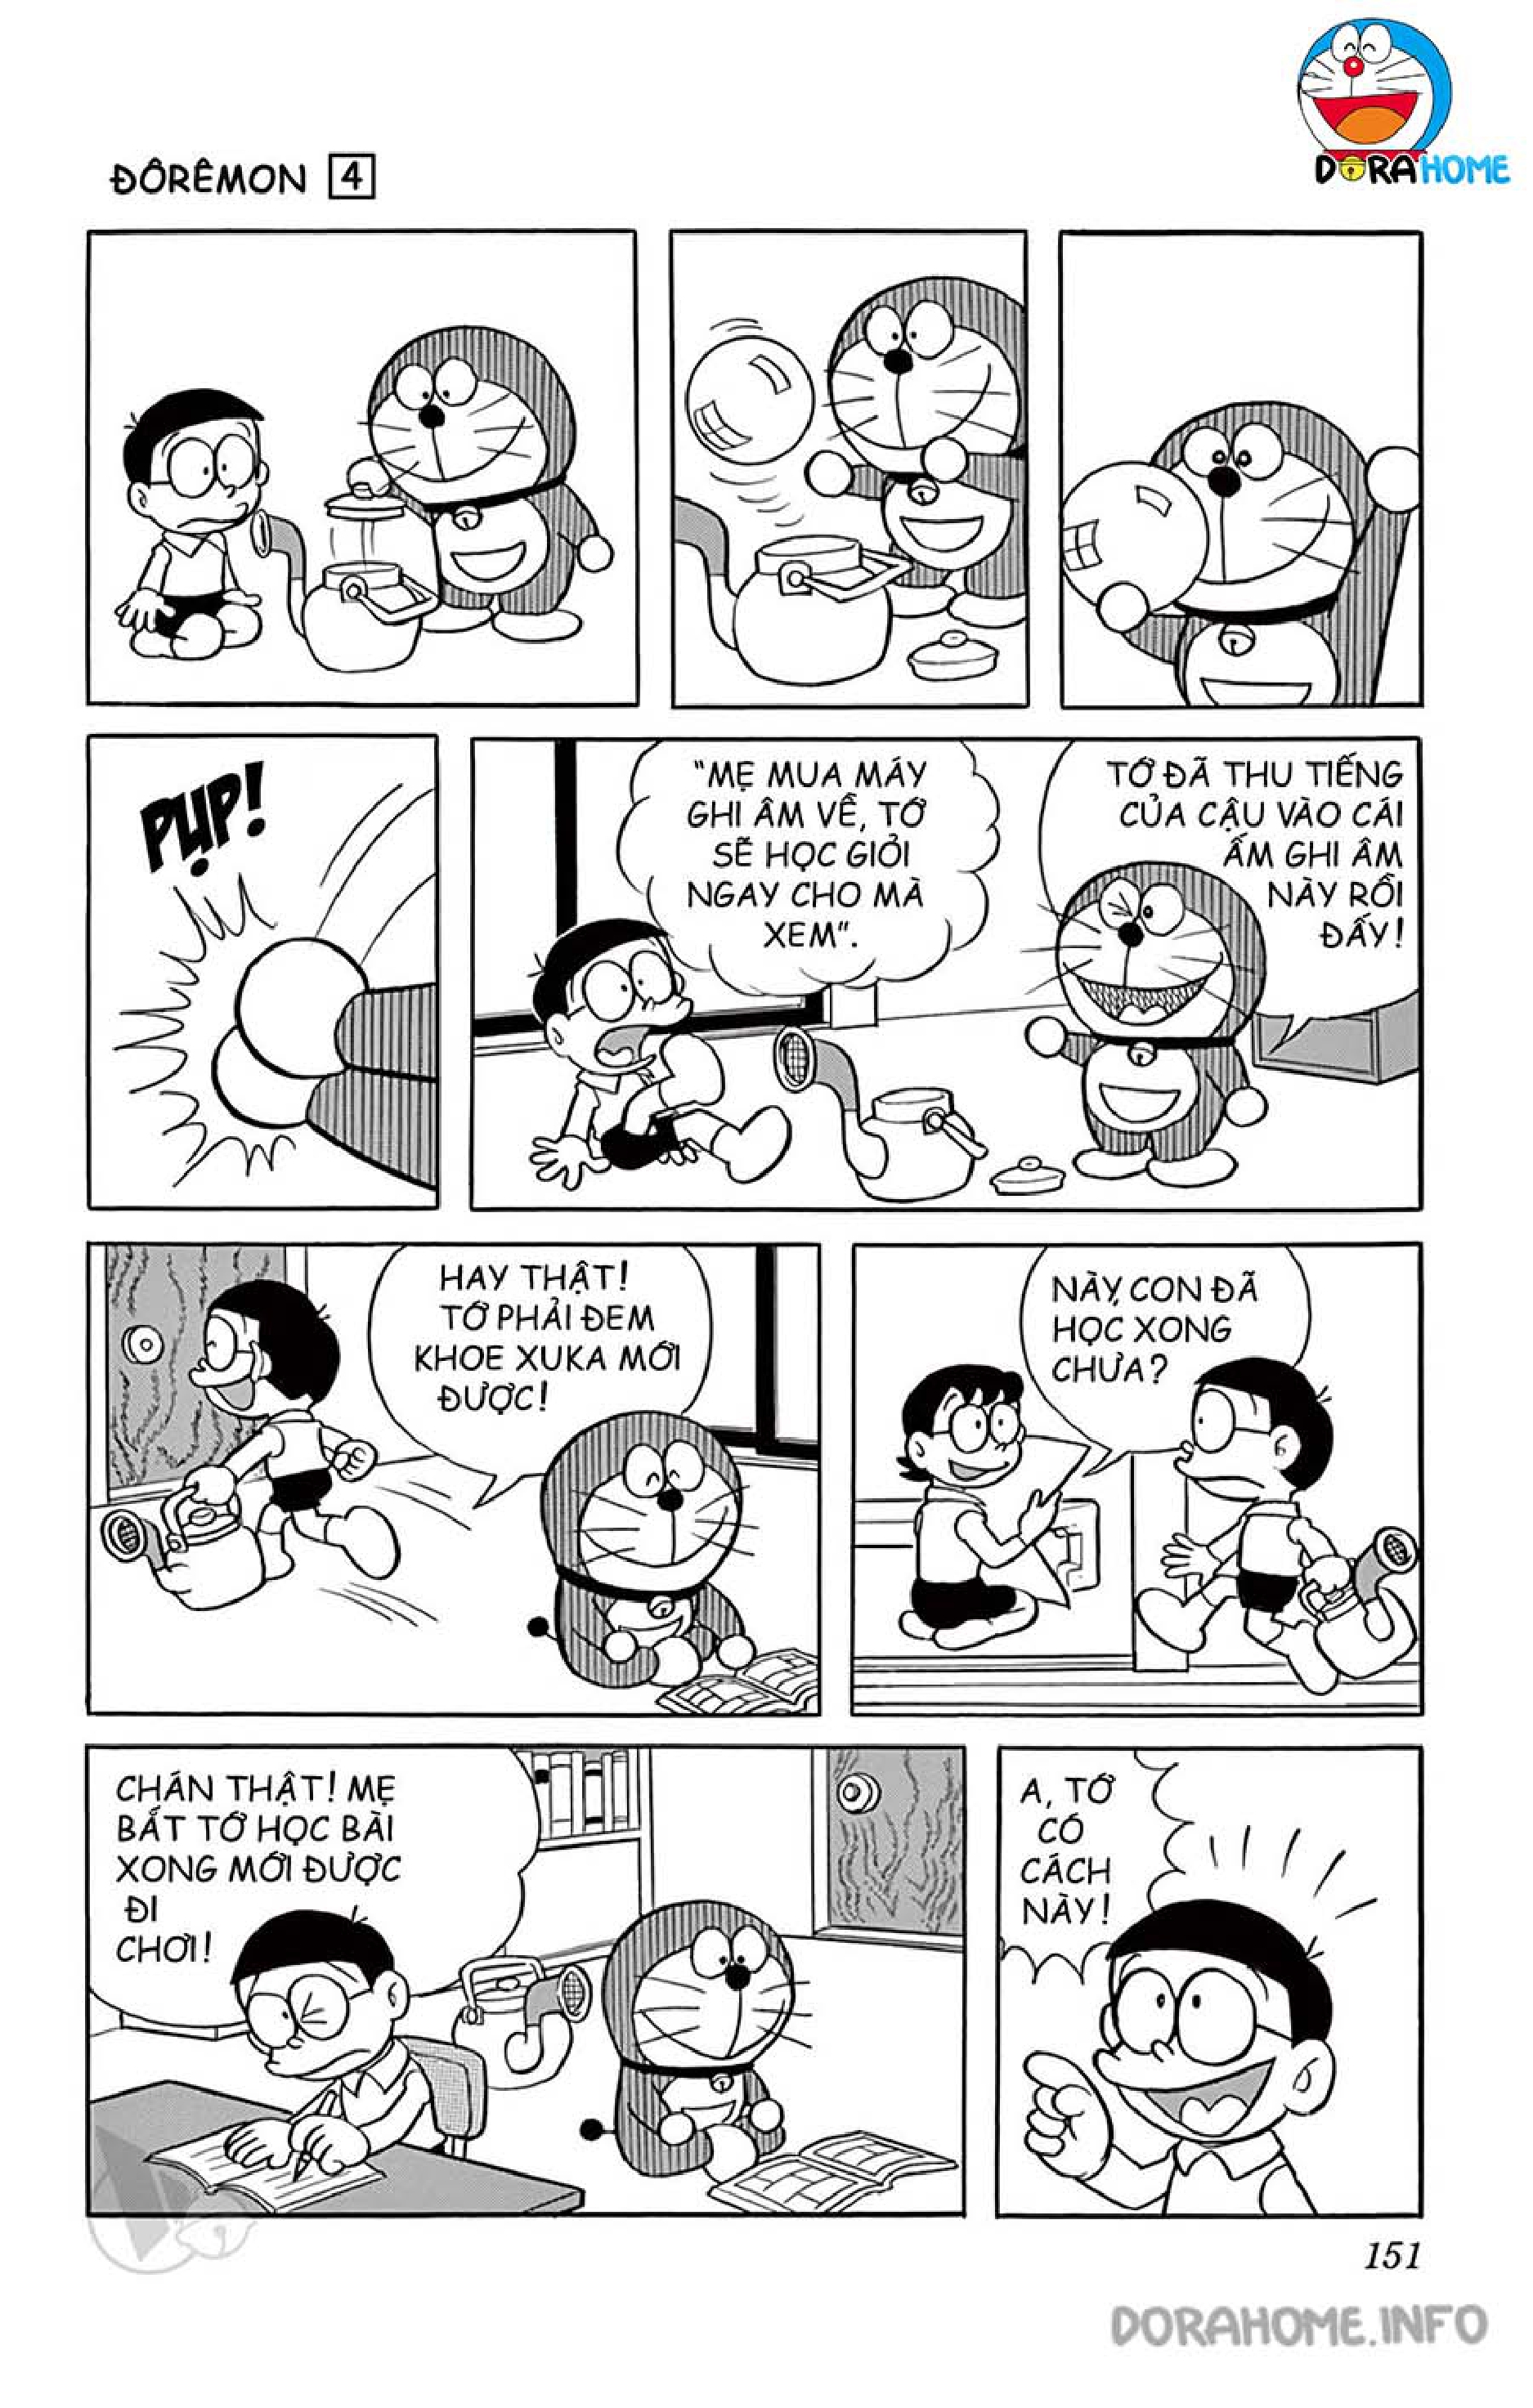 DORAHOME
ĐÔRÊMON 4
PỤP!
“MẸ MUA MÁY
GHI ÂM VỀ, TỚ
SẼ HỌC GIỎI
NGAY CHO MÀ
XEM”.
TỚ ĐÃ THU TIẾNG
CỦA CẬU VÀO CÁI
ẤM GHI ÂM
NÀY RỒI
ĐẤY!
HAY THẬT!
TỚ PHẢI ĐEM
KHOE XUKA MỚI
ĐƯỢC!
NÀY, CON ĐÃ
HỌC XONG
CHƯA?
CHÁN THẬT! MẸ
BẮT TỚ HỌC BÀI
XONG MỚI ĐƯỢC
ĐI
CHƠI!
A, TỚ
CÓ
CÁCH
NÀY!
151
DORAHOME.INFO